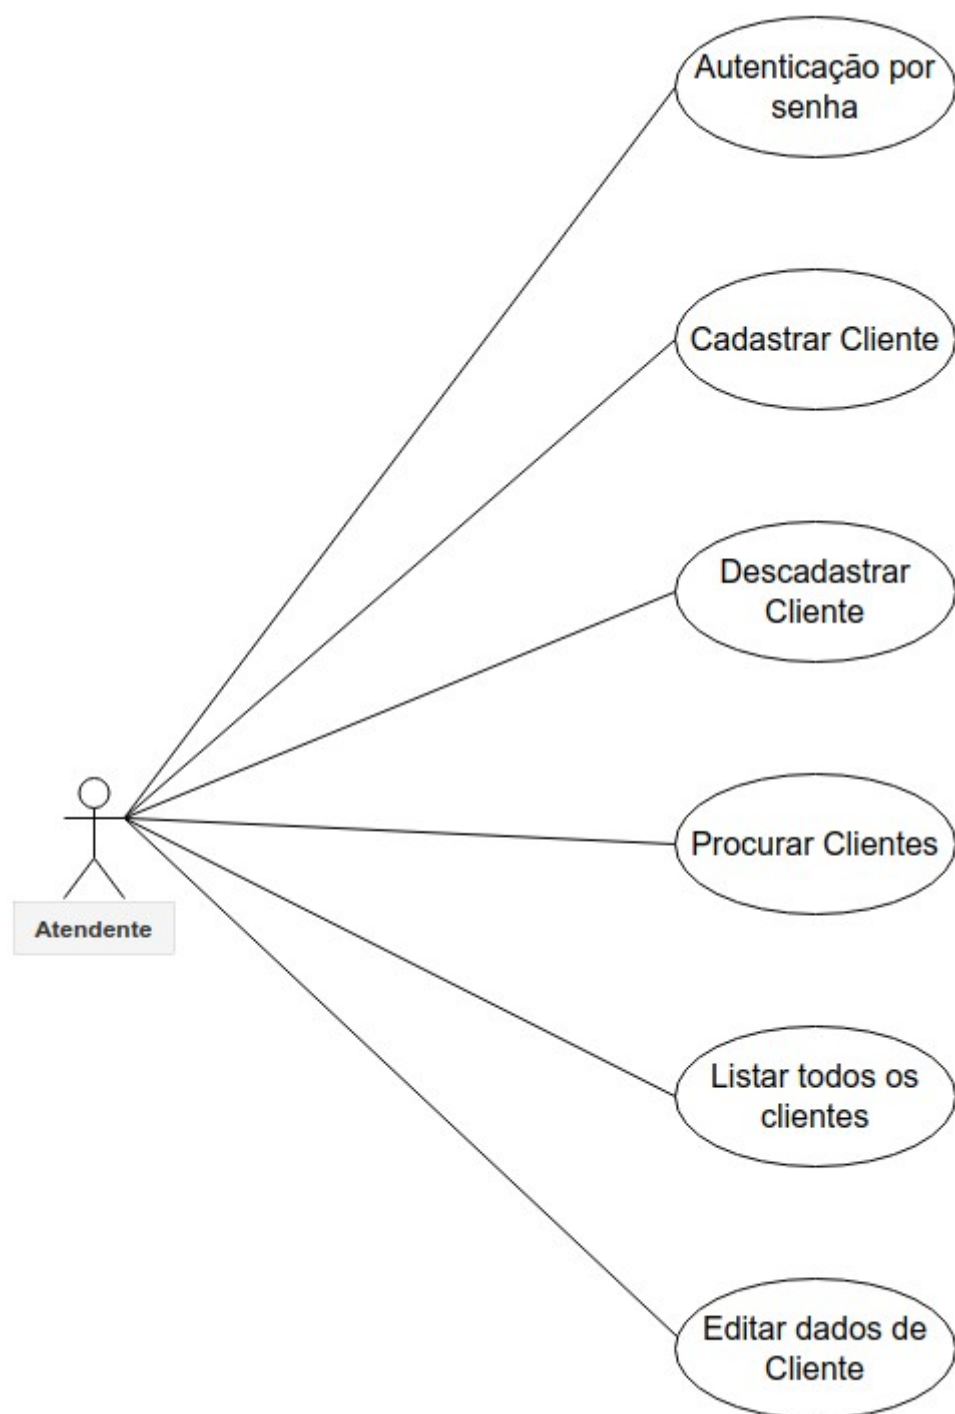 Autenticação por
senha
Cadastrar Cliente
Descadastrar
Cliente
Procurar Clientes
Atendente
Listar todos os
clientes
Editar dados de
Cliente